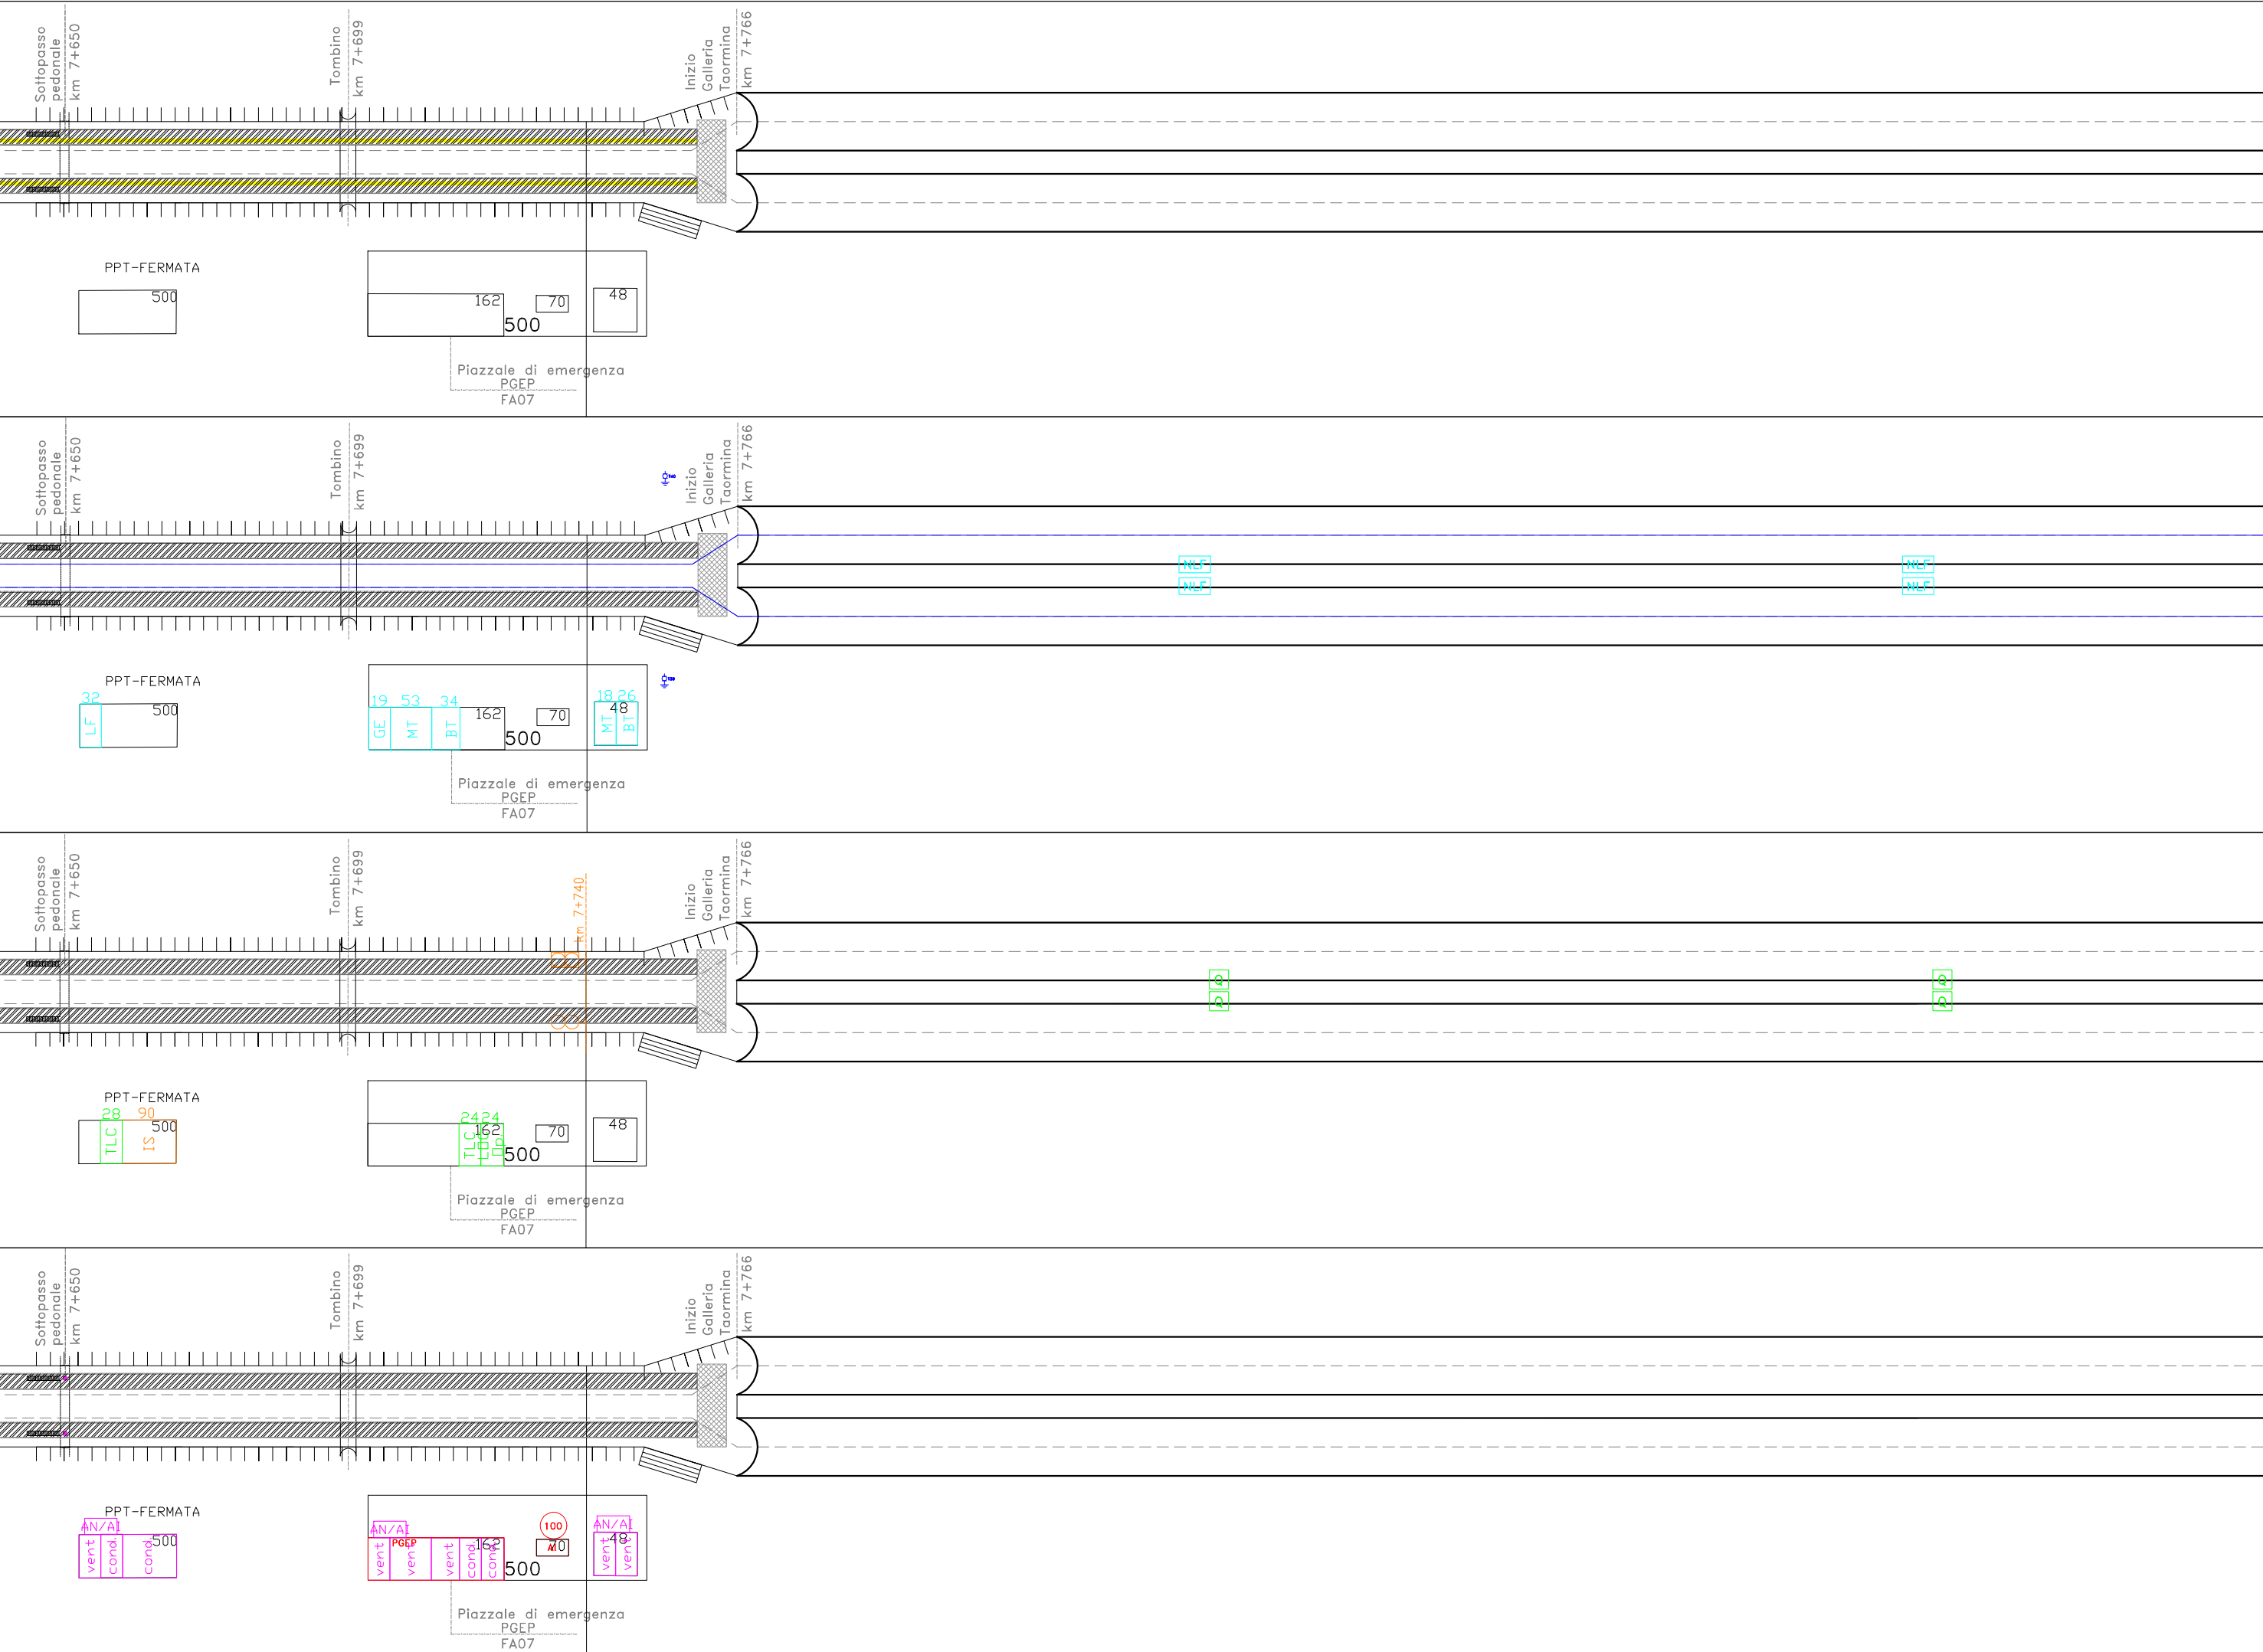 Sottopasso
pedonale
km 7+650
Tombino
km 7+699
Inizio
Galleria
Taormina
km 7+766
PPT-FERMATA
500
162
70
48
500
Piazzale di emergenza
PGEP
FA07
Sottopasso
pedonale
km 7+650
Tombino
km 7+699
Inizio
Galleria
Taormina
km 7+766
NLF
NLF
NLF
NLF
PPT-FERMATA
32
500
LF
19 53 34
162
70
18 26
48
GE MT BT
MT BT
500
Piazzale di emergenza
PGEP
FA07
Sottopasso
pedonale
km 7+650
Tombino
km 7+699
km 7+740
Inizio
Galleria
Taormina
km 7+766
PPT-FERMATA
28 90
500
TLC IS
24 24
162
70
48
TLC
500
Piazzale di emergenza
PGEP
FA07
Sottopasso
pedonale
km 7+650
Tombino
km 7+699
Inizio
Galleria
Taormina
km 7+766
PPT-FERMATA
AN/AI
500
vent cond. cond.
AN/AI
PGEP
162
100
AI
70
AN/AI
48
vent vent vent cond. cond.
vent vent
500
Piazzale di emergenza
PGEP
FA07